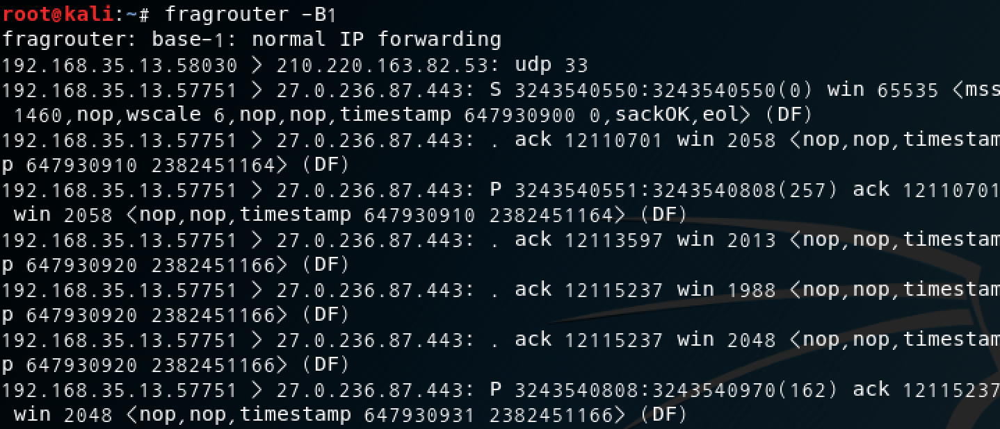 root@kali:~# fragrouter -B1
fragrouter: base-1: normal IP forwarding
192.168.35.13.58030 > 210.220.163.82.53: udp 33
192.168.35.13.57751 > 27.0.236.87.443: S 3243540550:3243540550(0) win 65535 <mss
 1460,nop,wscale 6,nop,nop,timestamp 647930900 0,sackOK,eol> (DF)
192.168.35.13.57751 > 27.0.236.87.443: . ack 12110701 win 2058 <nop,nop,timestam
p 647930910 2382451164> (DF)
192.168.35.13.57751 > 27.0.236.87.443: P 3243540551:3243540808(257) ack 12110701
 win 2058 <nop,nop,timestamp 647930910 2382451164> (DF)
192.168.35.13.57751 > 27.0.236.87.443: . ack 12113597 win 2013 <nop,nop,timestam
p 647930920 2382451166> (DF)
192.168.35.13.57751 > 27.0.236.87.443: . ack 12115237 win 1988 <nop,nop,timestam
p 647930920 2382451166> (DF)
192.168.35.13.57751 > 27.0.236.87.443: . ack 12115237 win 2048 <nop,nop,timestam
p 647930920 2382451166> (DF)
192.168.35.13.57751 > 27.0.236.87.443: P 3243540808:3243540970(162) ack 12115237
 win 2048 <nop,nop,timestamp 647930931 2382451166> (DF)